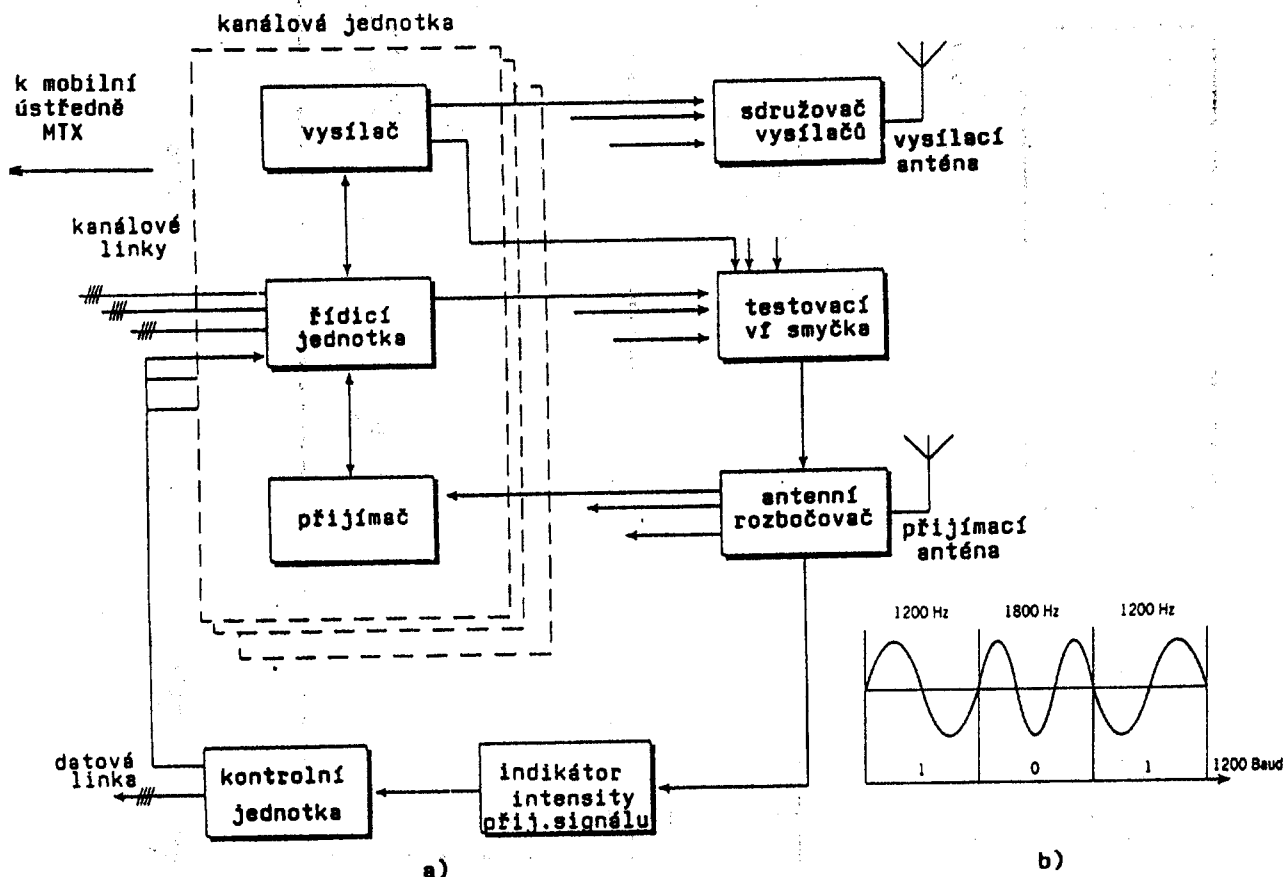 kanálová jednotka
k mobilní
ústředně
MTX
vysílač
sdružovač
vysílačů
vysílací
anténa
kanálové
linky
řídicí
jednotka
testovací
vf smyčka
přijímač
antenní
rozbočovač
přijímací
anténa
1200 Hz
1800 Hz
1200 Hz
1
0
1
1200 Baud
datová
linka
kontrolní
jednotka
indikátor
intensity
přij.signálu
a)
b)